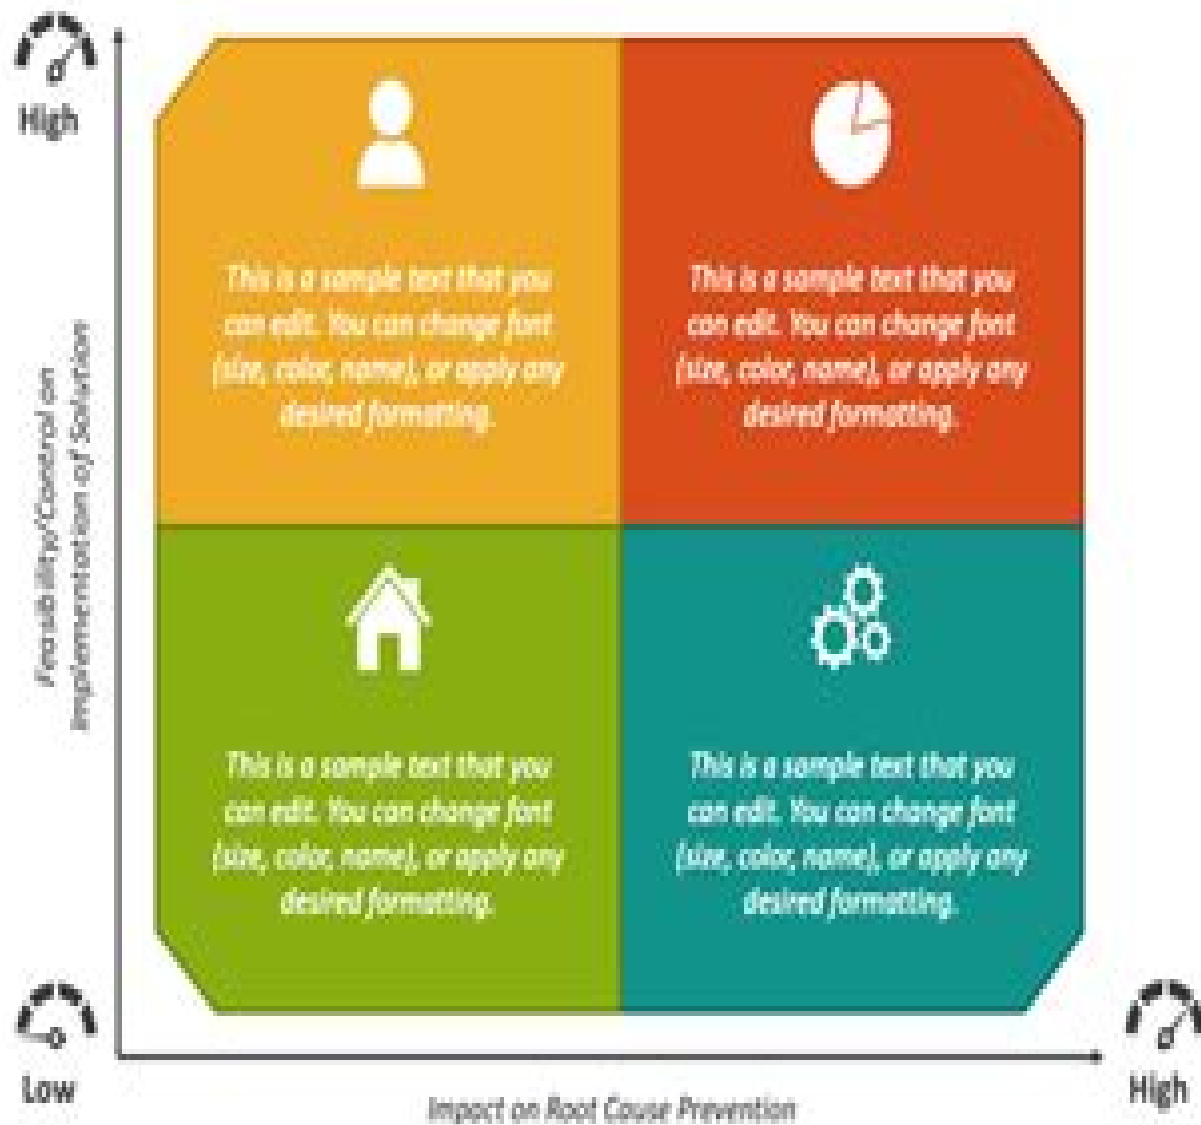 High
Feasibility/Control on
Implementation of Solution
This is a sample text that you
can edit. You can change font
(size, color, name), or apply any
desired formatting.
This is a sample text that you
can edit. You can change font
(size, color, name), or apply any
desired formatting.
This is a sample text that you
can edit. You can change font
(size, color, name), or apply any
desired formatting.
This is a sample text that you
can edit. You can change font
(size, color, name), or apply any
desired formatting.
Low
Impact on Root Cause Prevention
High